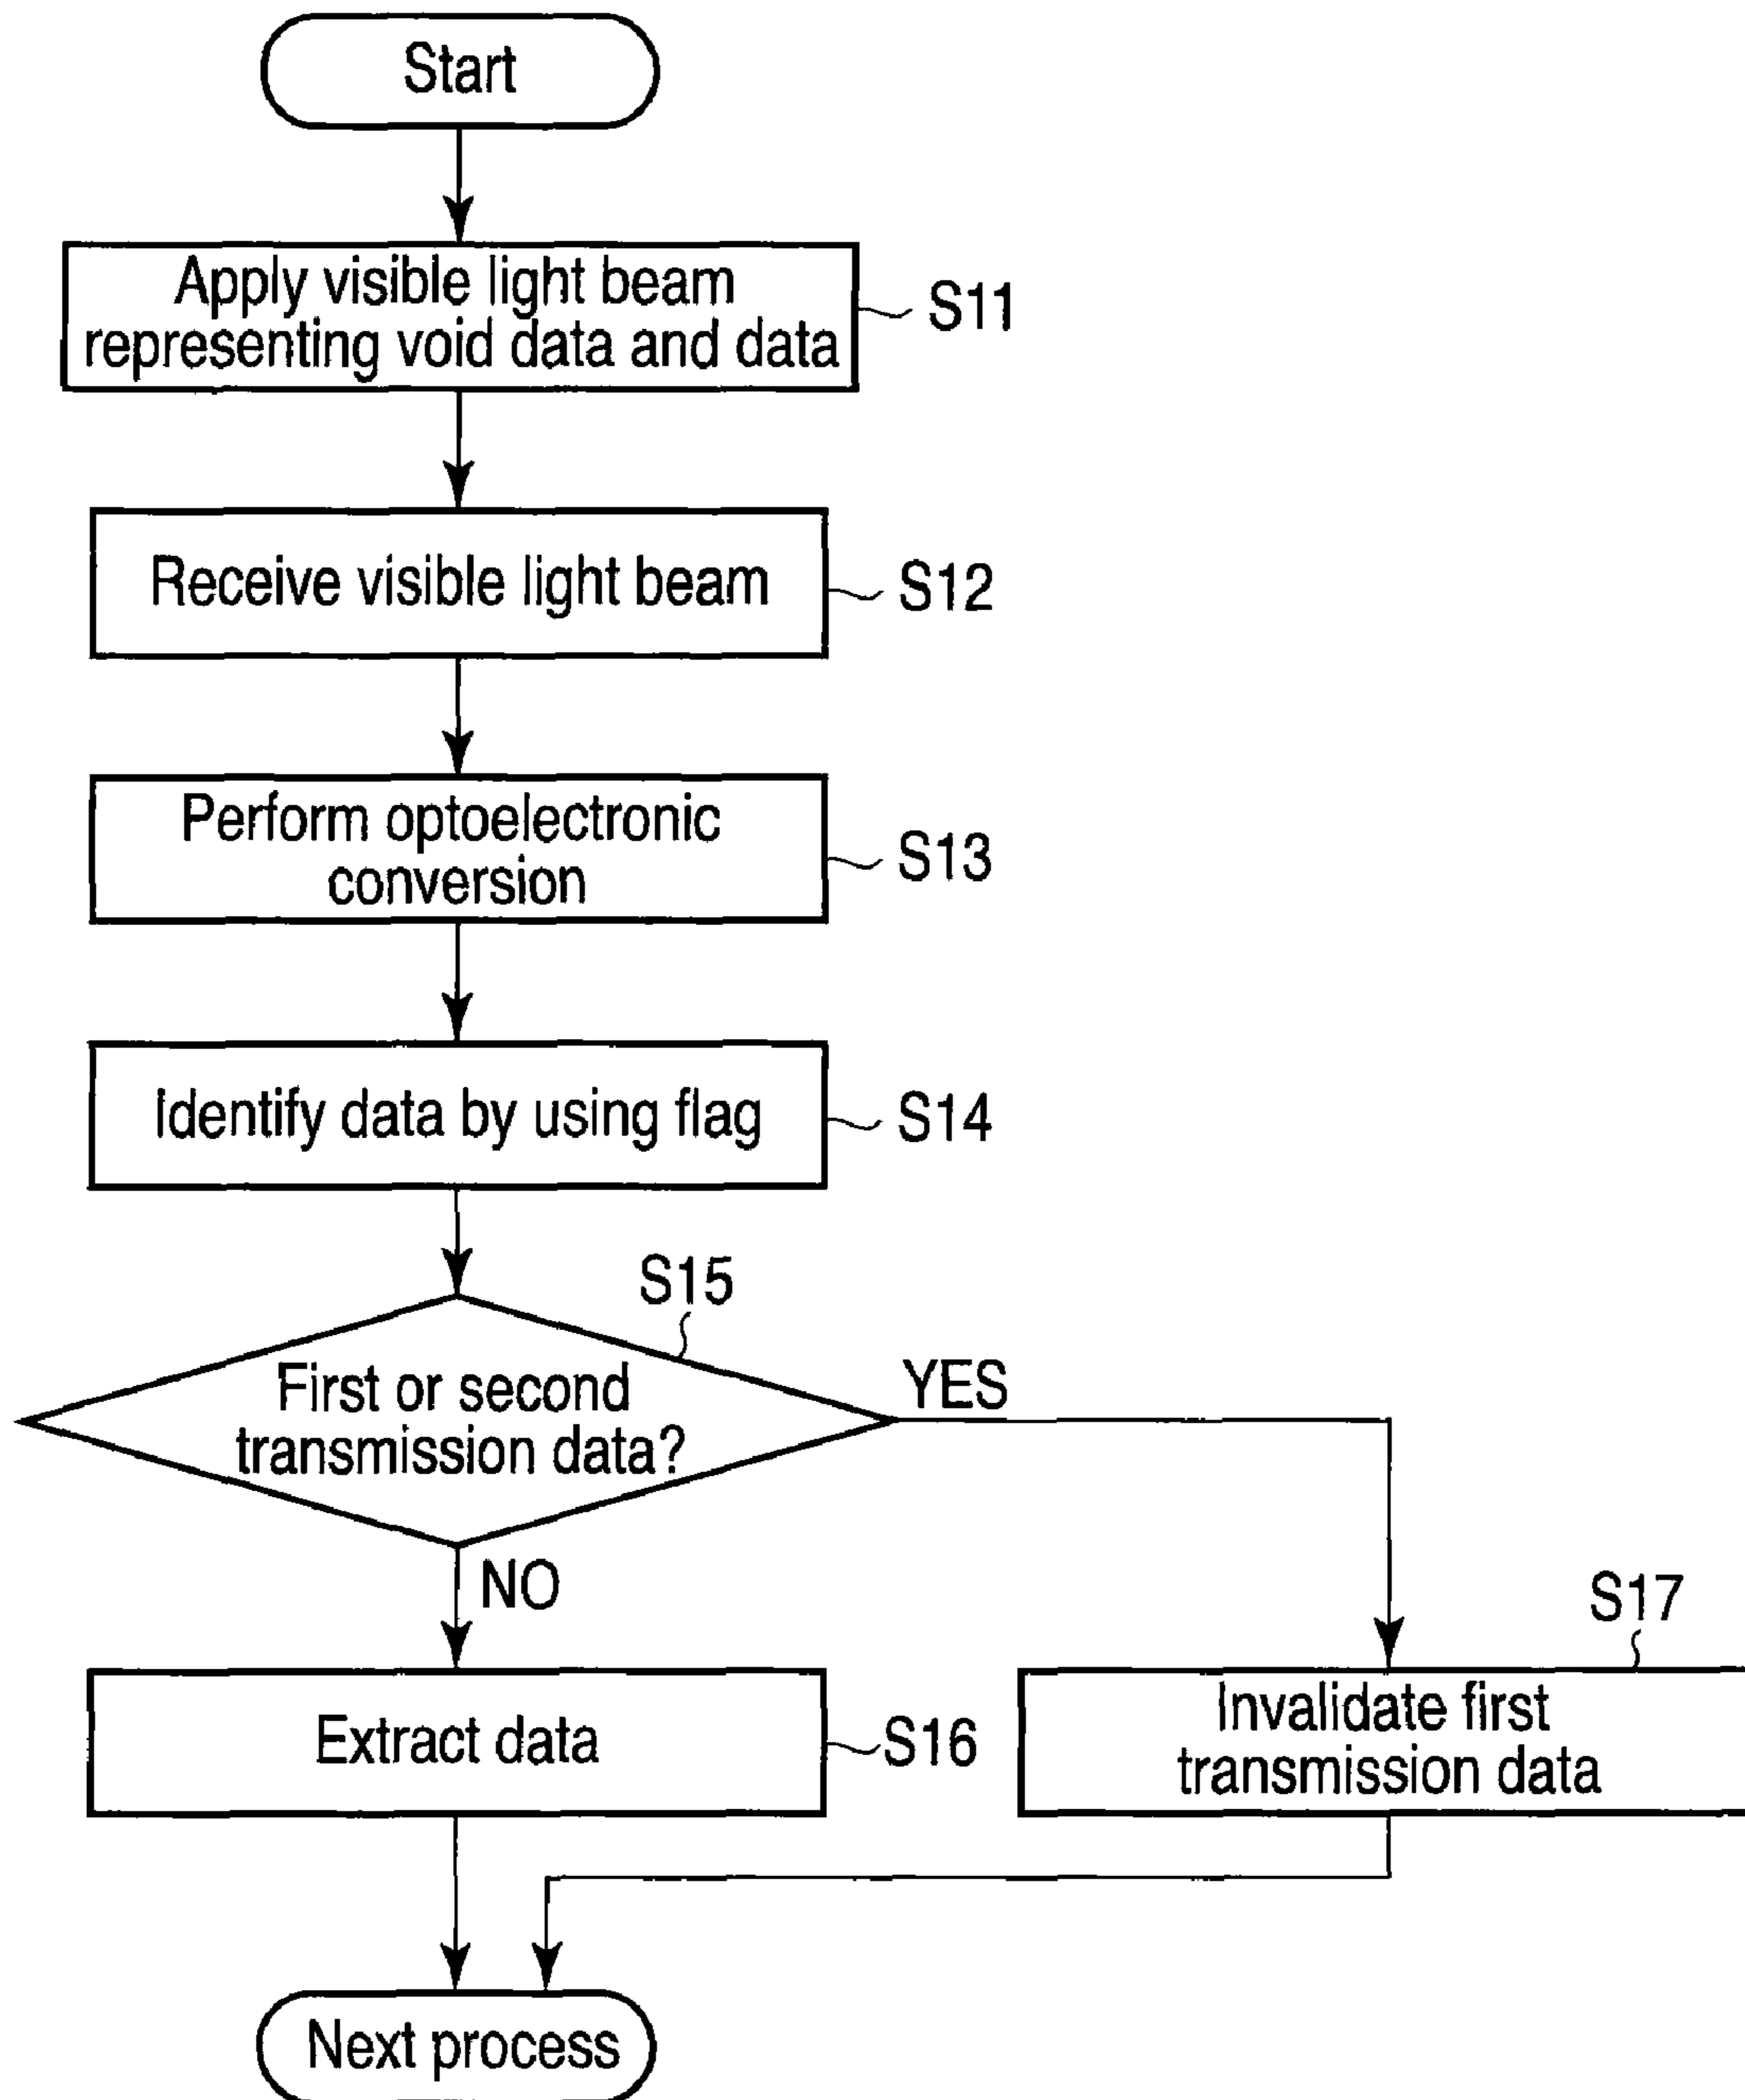 Start
Apply visible light beam
representing void data and data
S11
Receive visible light beam
S12
Perform optoelectronic
conversion
S13
Identify data by using flag
S14
S15
First or second
transmission data?
YES
NO
S17
Extract data
S16
Invalidate first
transmission data
Next process